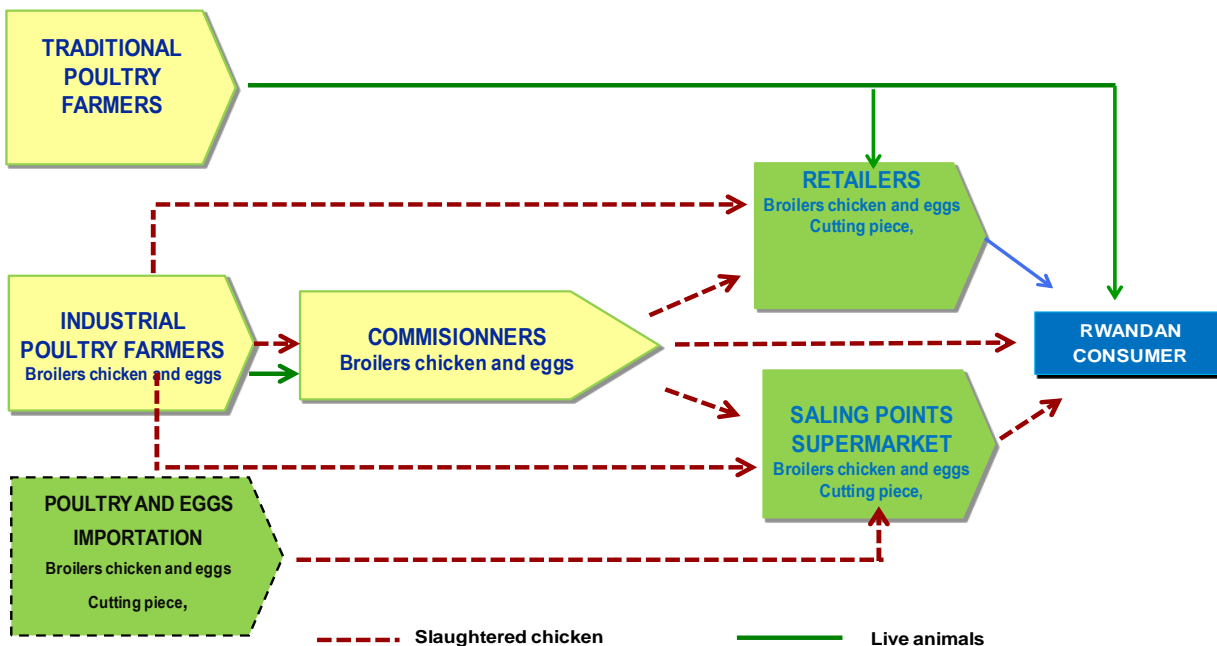 TRADITIONAL
POULTRY
FARMERS
RETAILERS
Broilers chicken and eggs
Cutting piece,
INDUSTRIAL
POULTRY FARMERS
Broilers chicken and eggs
COMMISIONNERS
Broilers chicken and eggs
RWANDAN
CONSUMER
SALING POINTS
SUPERMARKET
Broilers chicken and eggs
Cutting piece,
POULTRY AND EGGS
IMPORTATION
Broilers chicken and eggs
Cutting piece,
Slaughtered chicken
Live animals